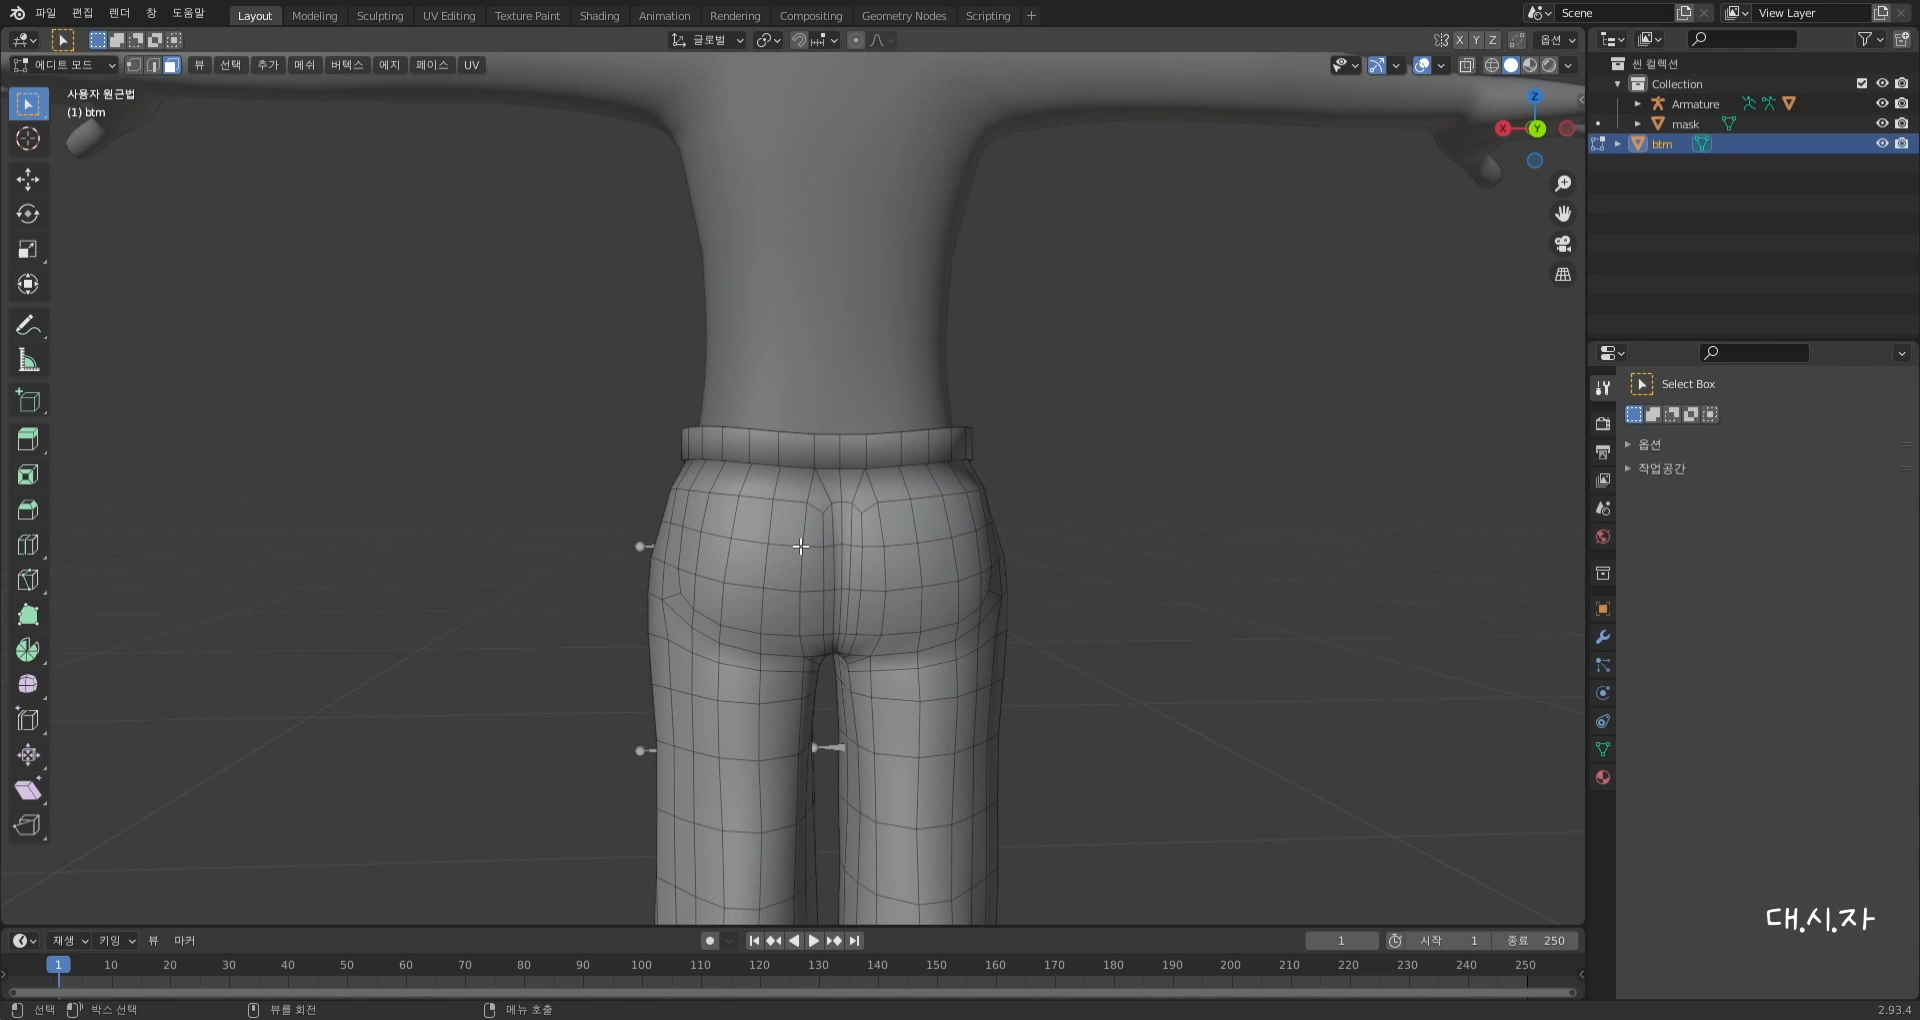 파일 편집 렌더 창 도움말 Layout Modeling Sculpting UV Editing Texture Paint Shading Animation Rendering Compositing Geometry Nodes Scripting + Scene View Layer
글로벌 X Y Z 옵션
에디트 모드 뷰 선택 추가 메쉬 버텍스 에지 페이스 UV
사용자 원근법
(1) btm
Z
X Y
씬 컬렉션
Collection
Armature
mask
btm
Select Box
옵션
작업공간
대.시.자
재생 키잉 뷰 마커 1 시작 1 종료 250
1 10 20 30 40 50 60 70 80 90 100 110 120 130 140 150 160 170 180 190 200 210 220 230 240 250
선택 박스 선택 뷰를 회전 메뉴 호출 2.93.4